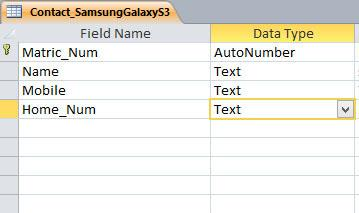 Contact_SamsungGalaxyS3
Field Name Data Type
Matric_Num AutoNumber
Name Text
Mobile Text
Home_Num Text